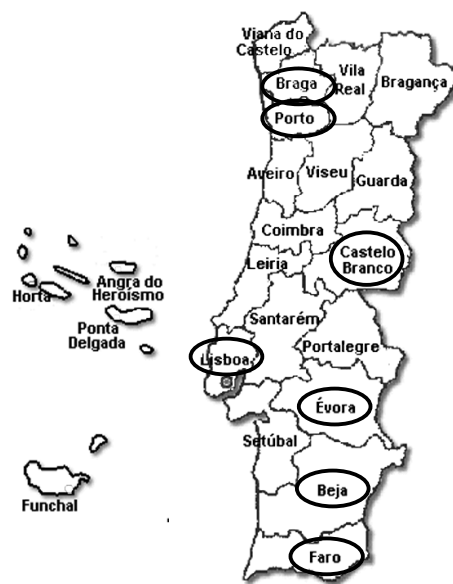 Viana do
Castelo
Braga
Vila
Real
Bragança
Porto
Aveiro
Viseu
Guarda
Coimbra
Castelo
Branco
Leiria
Horta
Angra do
Heroísmo
Ponta
Delgada
Santarém
Portalegre
Lisboa
Évora
Setúbal
Beja
Funchal
Faro